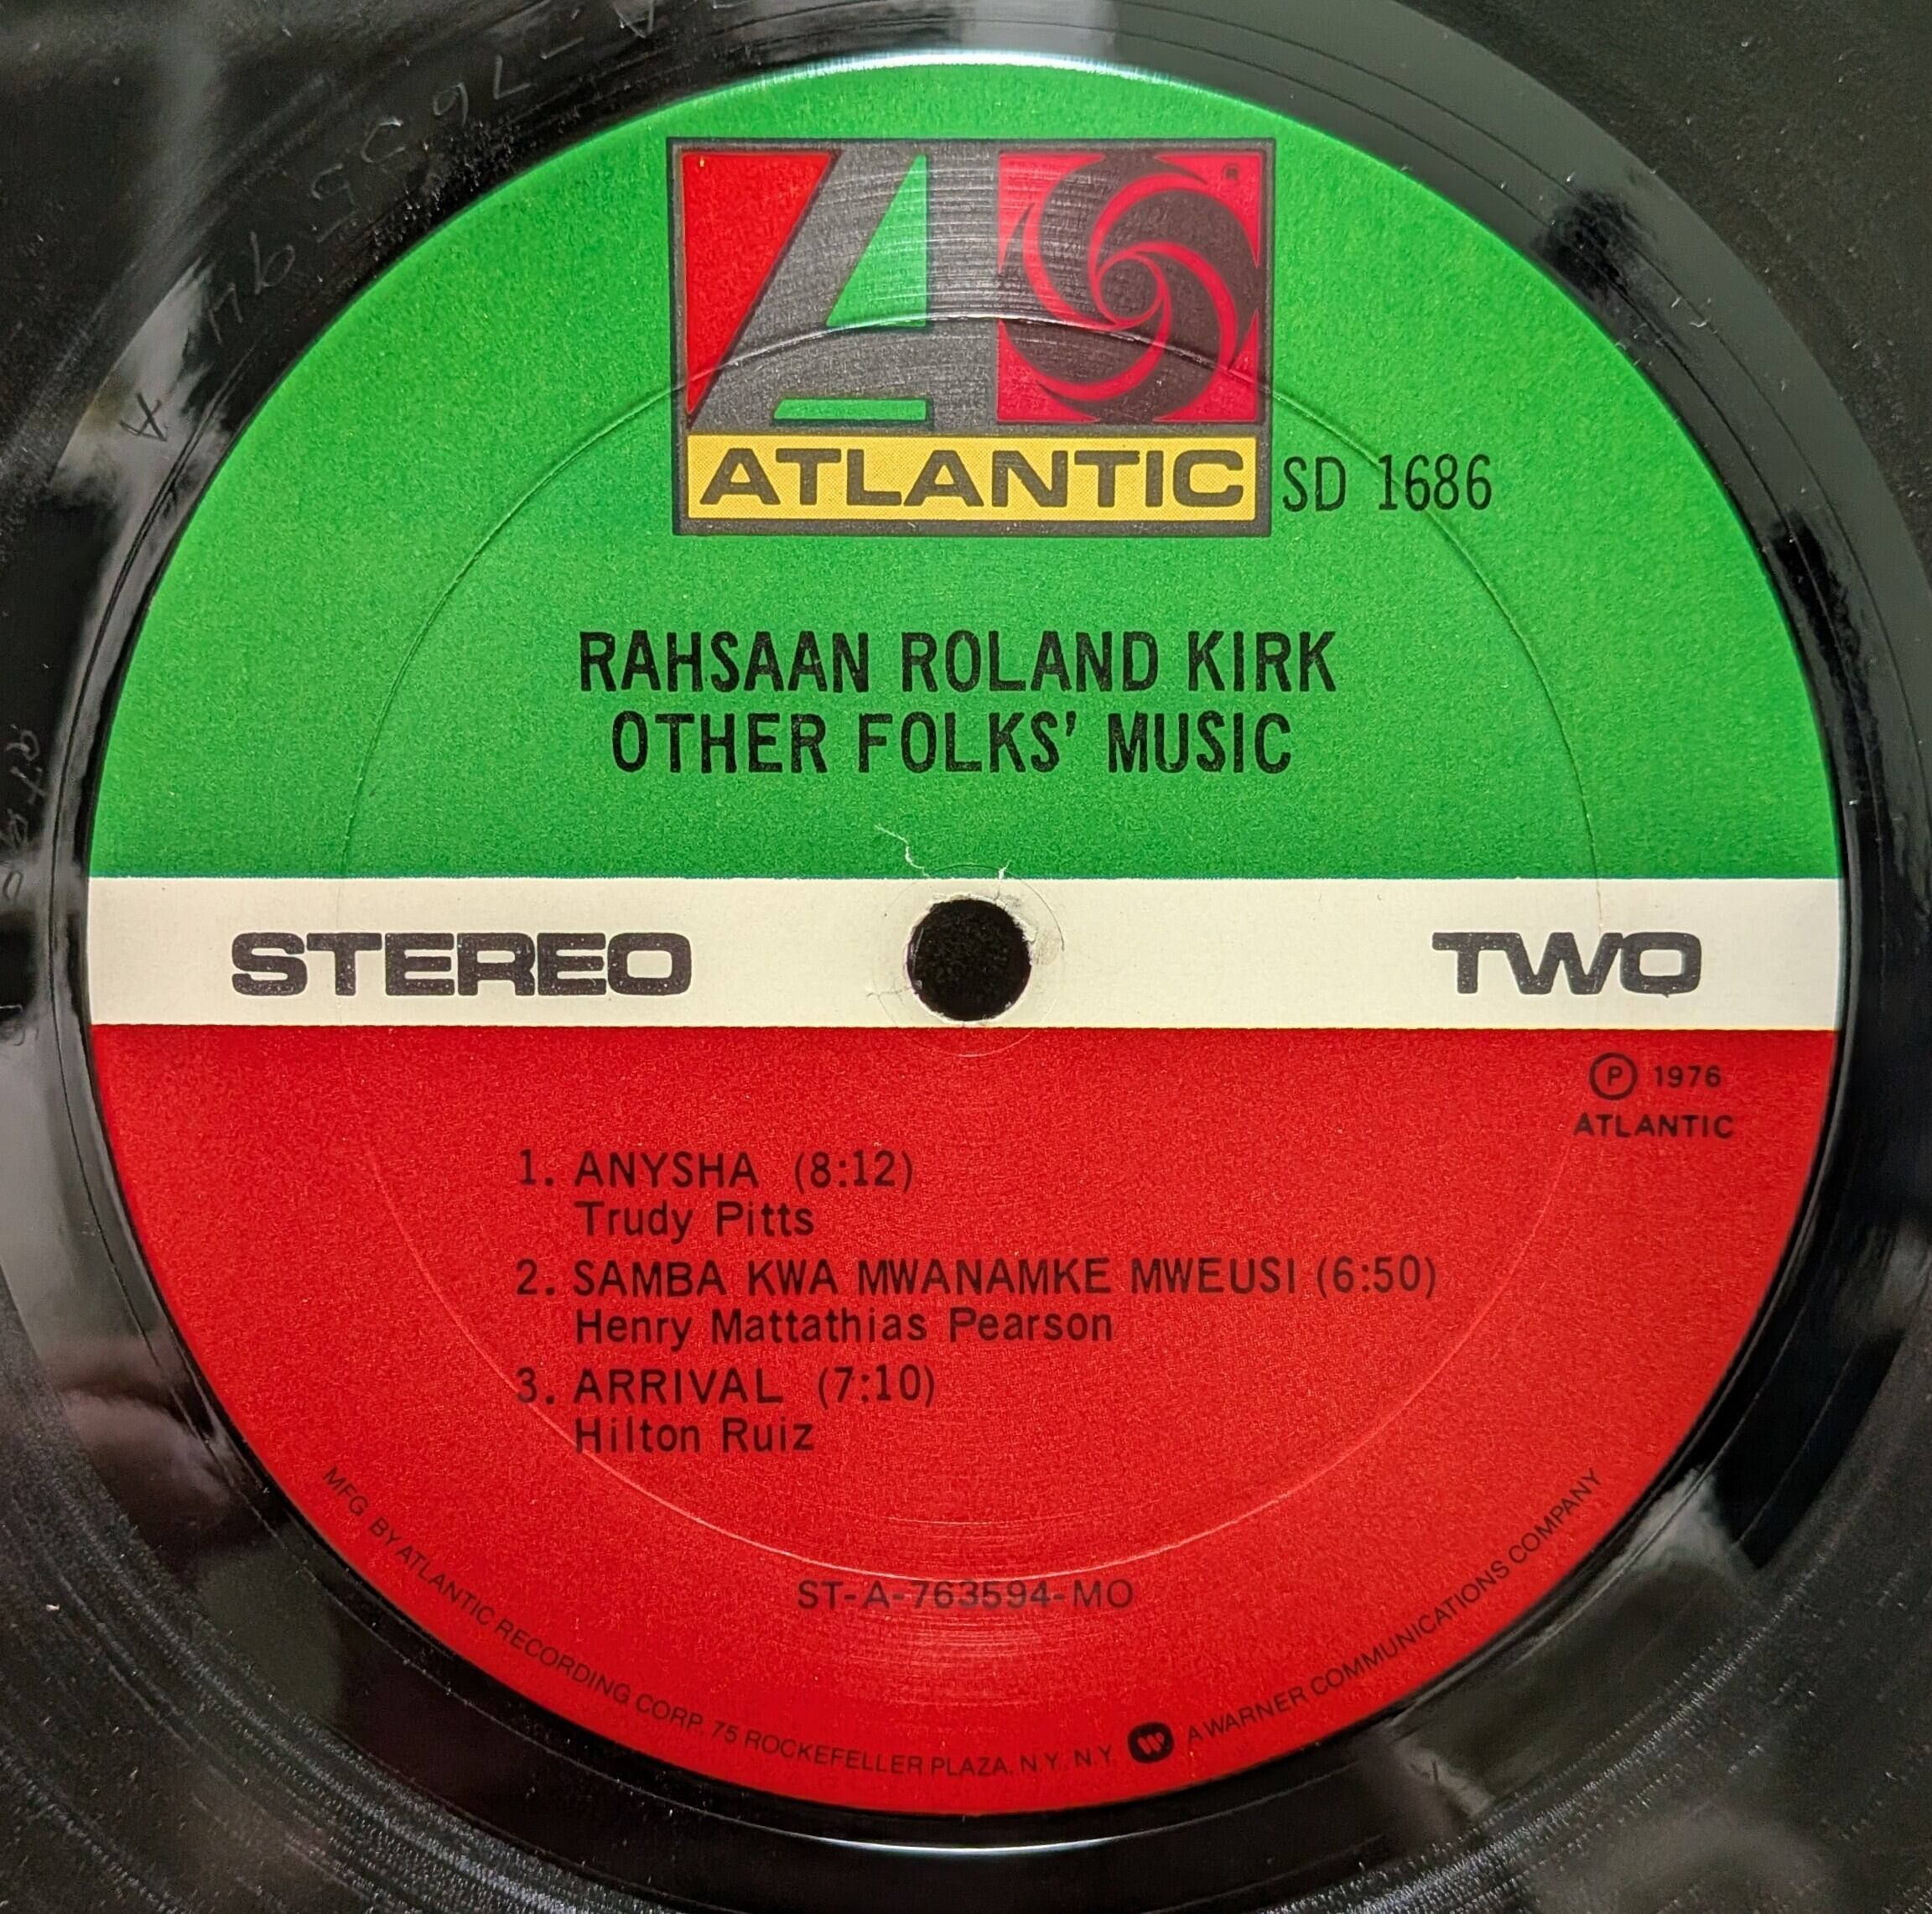 ATLANTIC SD 1686
RAHSAAN ROLAND KIRK
OTHER FOLKS' MUSIC
STEREO TWO
Ⓟ 1976
ATLANTIC
1. ANYSHA (8:12)
Trudy Pitts
2. SAMBA KWA MWANAMKE MWEUSI (6:50)
Henry Mattathias Pearson
3. ARRIVAL (7:10)
Hilton Ruiz
ST-A-763594-MO
MFG. BY ATLANTIC RECORDING CORP. 75 ROCKEFELLER PLAZA, N.Y. N.Y. A WARNER COMMUNICATIONS COMPANY